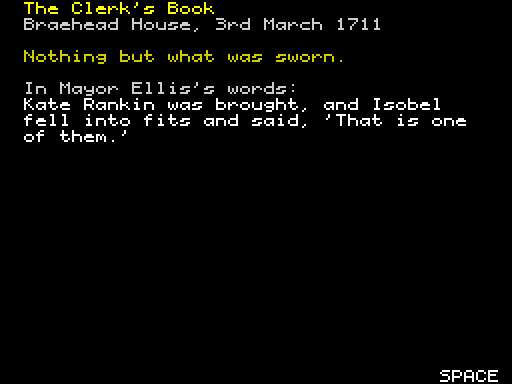 The Clerk's Book
Braehead House, 3rd March 1711
Nothing but what was sworn.
In Mayor Ellis's words:
Kate Rankin was brought, and Isobel
fell into fits and said, 'That is one
of them.'
SPACE